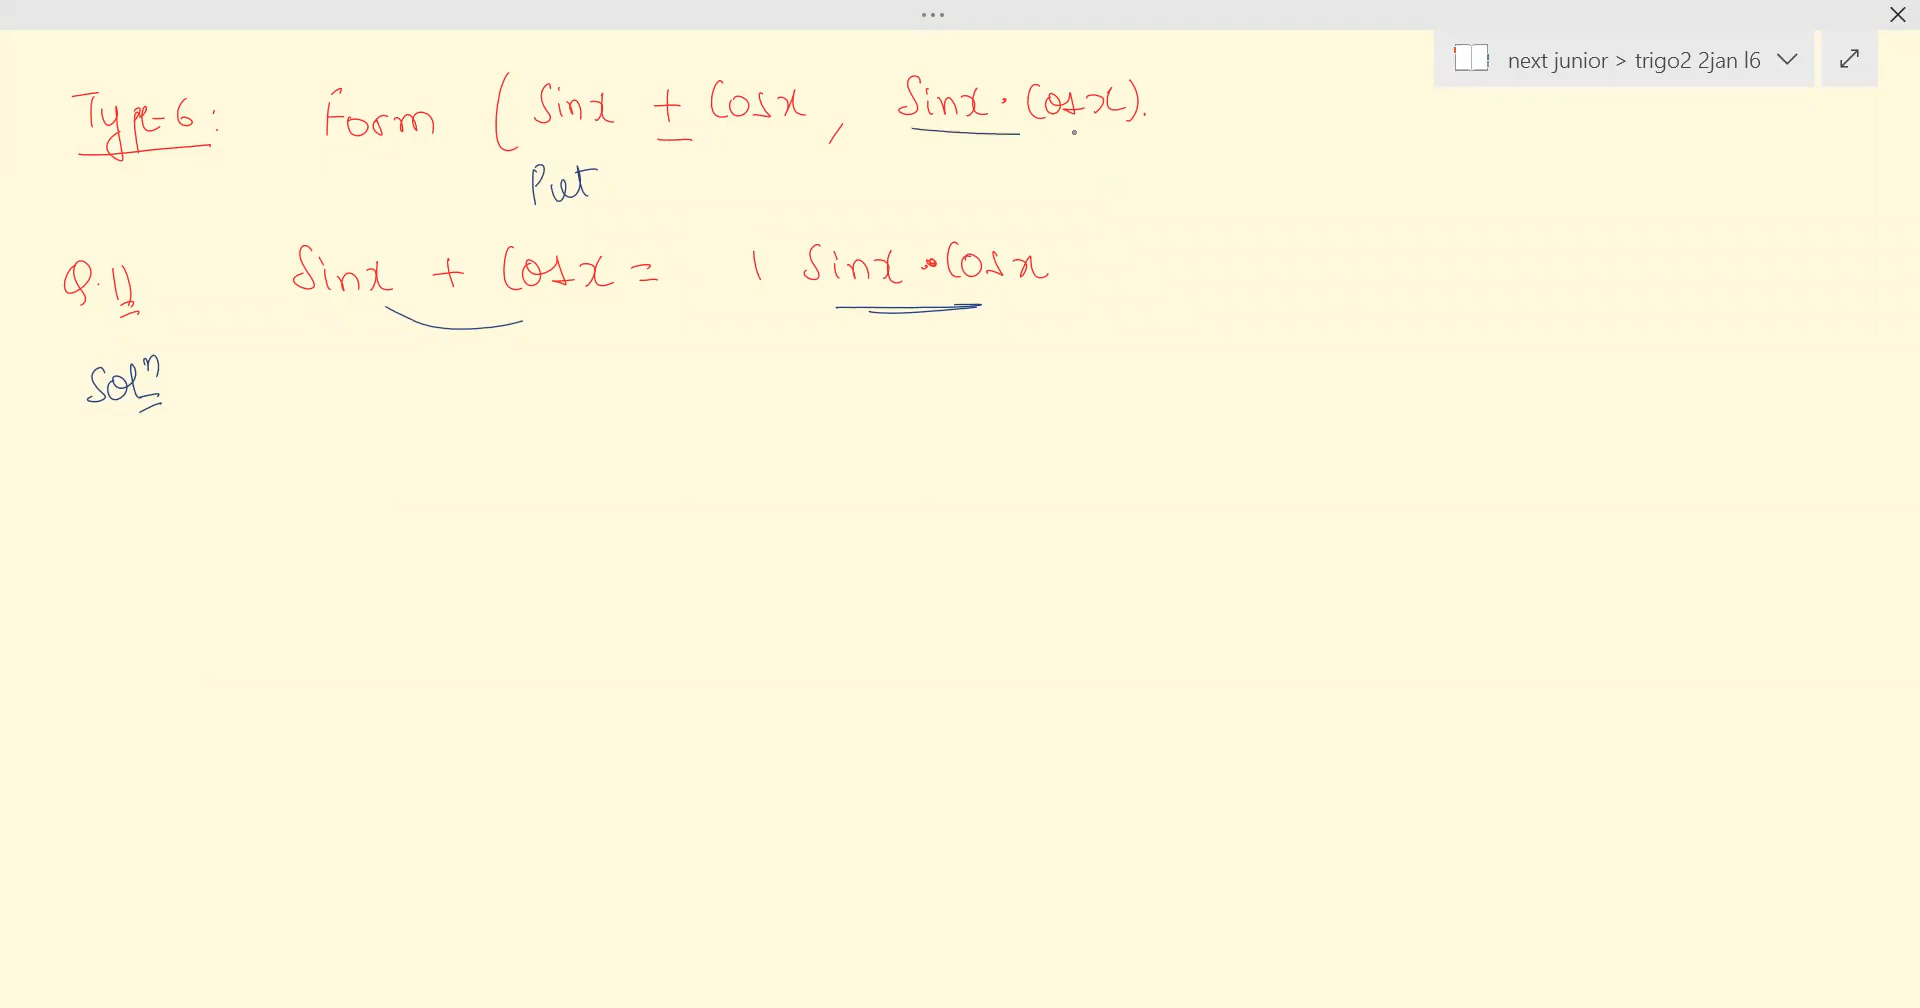 next junior > trigo2 2jan l6
Type-6: Form (Sinx ± Cosx, Sinx·Cosx).
Put
Q.1) Sinx + Cosx = 1 Sinx·Cosx
Solⁿ